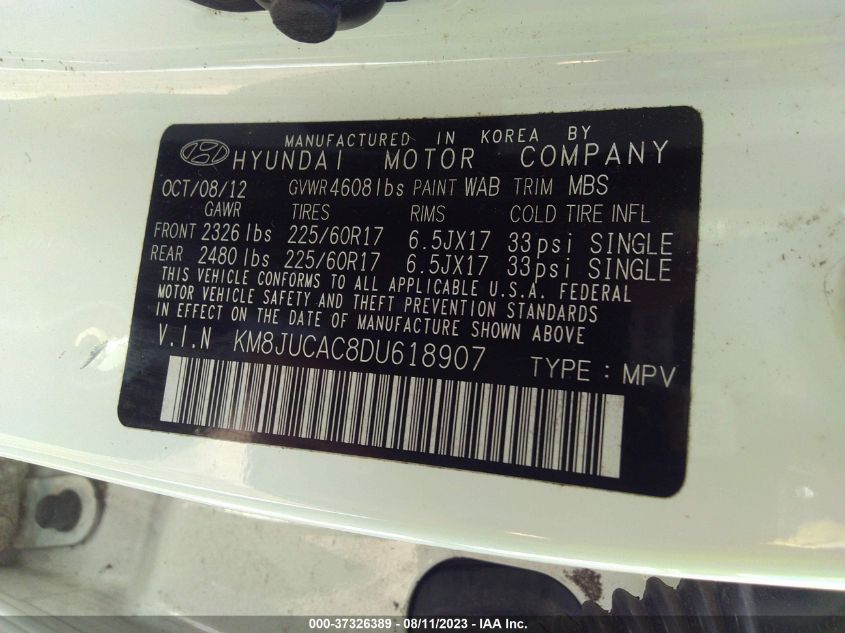 MANUFACTURED IN KOREA BY
HYUNDAI MOTOR COMPANY
OCT/08/12 GVWR 4608lbs PAINT WAB TRIM MBS
GAWR TIRES RIMS COLD TIRE INFL
FRONT 2326 lbs 225/60R17 6.5JX17 33psi SINGLE
REAR 2480 lbs 225/60R17 6.5JX17 33psi SINGLE
THIS VEHICLE CONFORMS TO ALL APPLICABLE U.S.A. FEDERAL
MOTOR VEHICLE SAFETY AND THEFT PREVENTION STANDARDS
IN EFFECT ON THE DATE OF MANUFACTURE SHOWN ABOVE
V.I.N KM8JUCAC8DU618907 TYPE : MPV
000-37326389 - 08/11/2023 - IAA Inc.